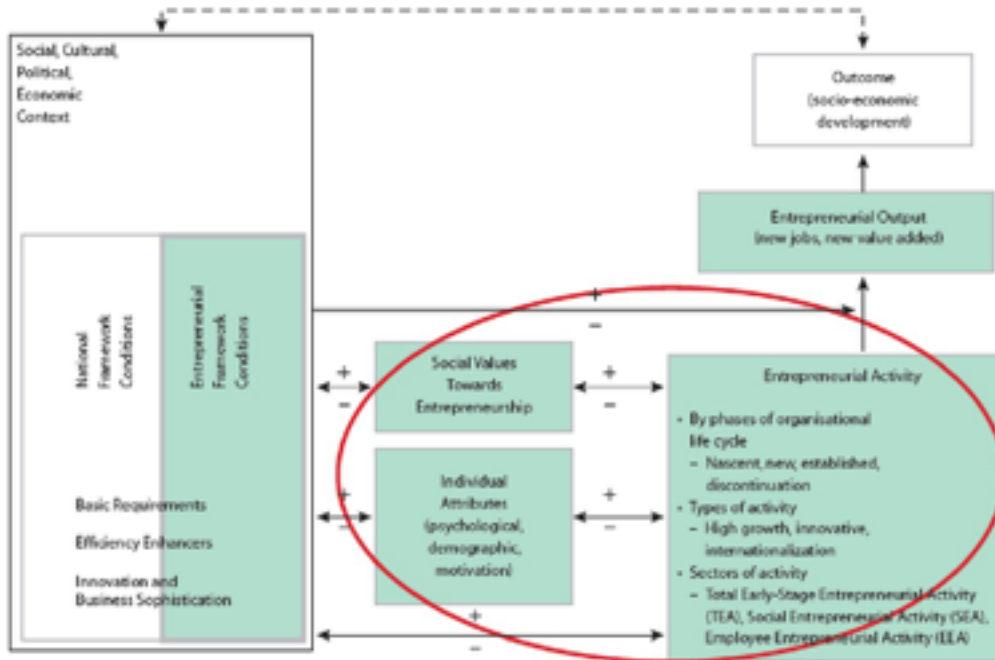 Social, Cultural,
Political,
Economic
Context
Outcome
(socio-economic
development)
Entrepreneurial Output
(new jobs, new value added)
National
Framework
Conditions
Entrepreneurial
Framework
Conditions
Basic Requirements
Efficiency Enhancers
Innovation and
Business Sophistication
+
−
+
−
Social Values
Towards
Entrepreneurship
+
−
+
−
Individual
Attributes
(psychological,
demographic,
motivation)
+
−
+
−
Entrepreneurial Activity
• By phases of organisational
life cycle
− Nascent, new, established,
discontinuation
• Types of activity
− High growth, innovative,
internationalization
• Sectors of activity
− Total Early-Stage Entrepreneurial Activity
(TEA), Social Entrepreneurial Activity (SEA),
Employee Entrepreneurial Activity (EEA)